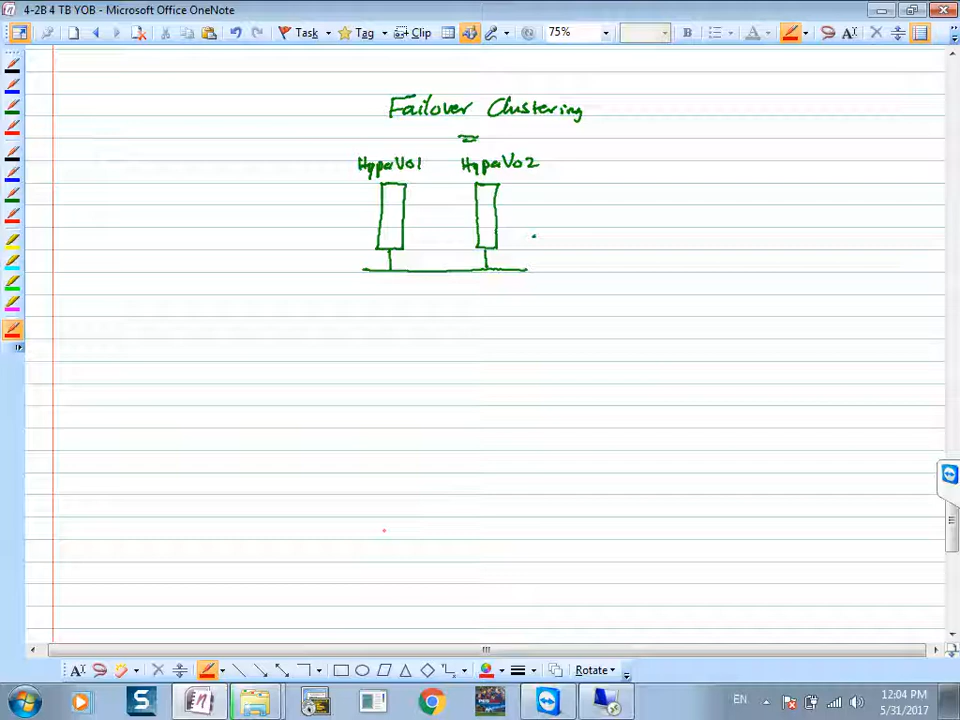 4-2B 4 TB YOB - Microsoft Office OneNote
Task
Tag
Clip
75%
B
A
A
Failover Clustering
HyperV01 HyperV02
A
Rotate
S
EN
12:04 PM
5/31/2017